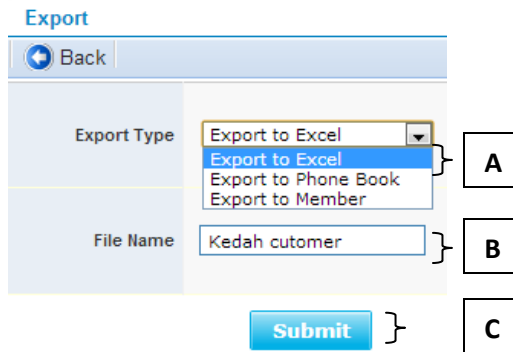 Export
Back
Export Type
Export to Excel
Export to Excel
A
Export to Phone Book
Export to Member
File Name
Kedah cutomer
B
Submit
C